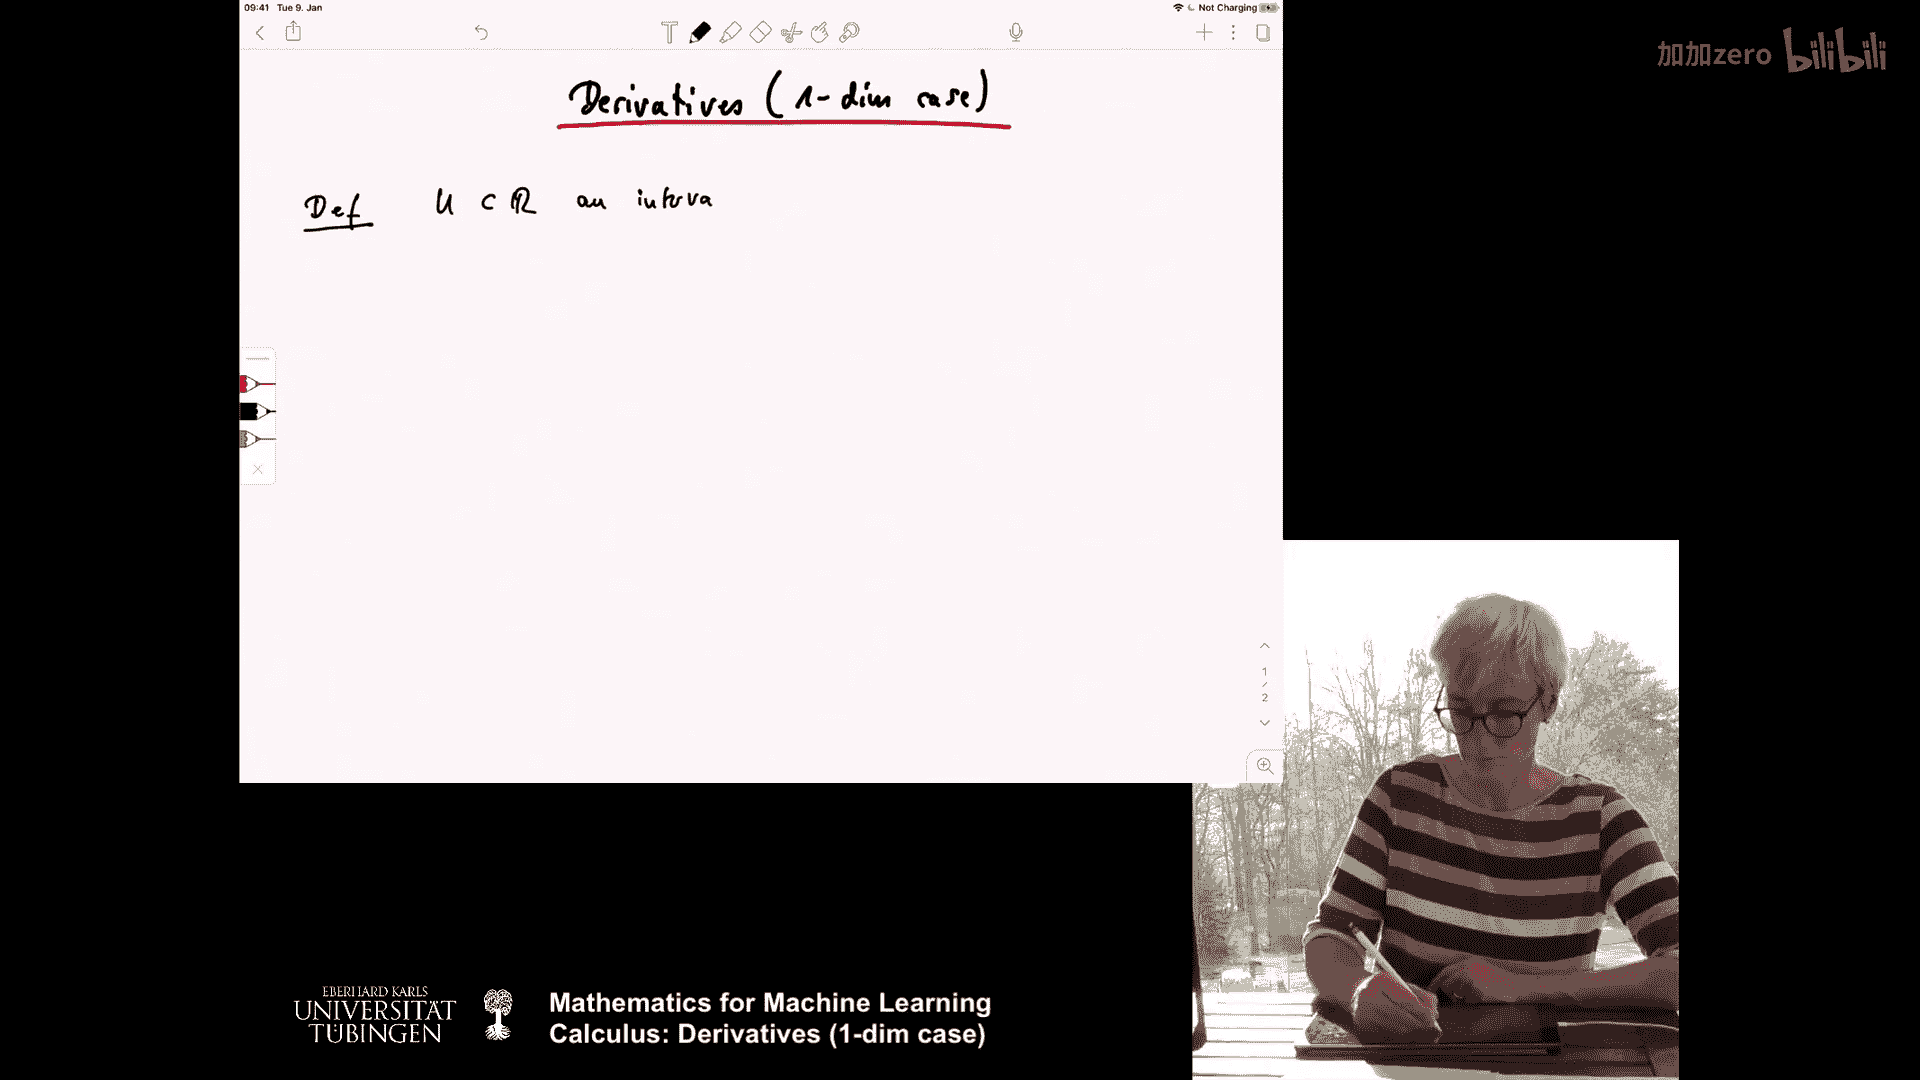 09:41 Tue 9. Jan
Not Charging
加加zero bilibili
Derivatives (1-dim case)
Def U ⊂ ℝ an interva
1
2
EBERHARD KARLS
UNIVERSITÄT
TÜBINGEN
Mathematics for Machine Learning
Calculus: Derivatives (1-dim case)